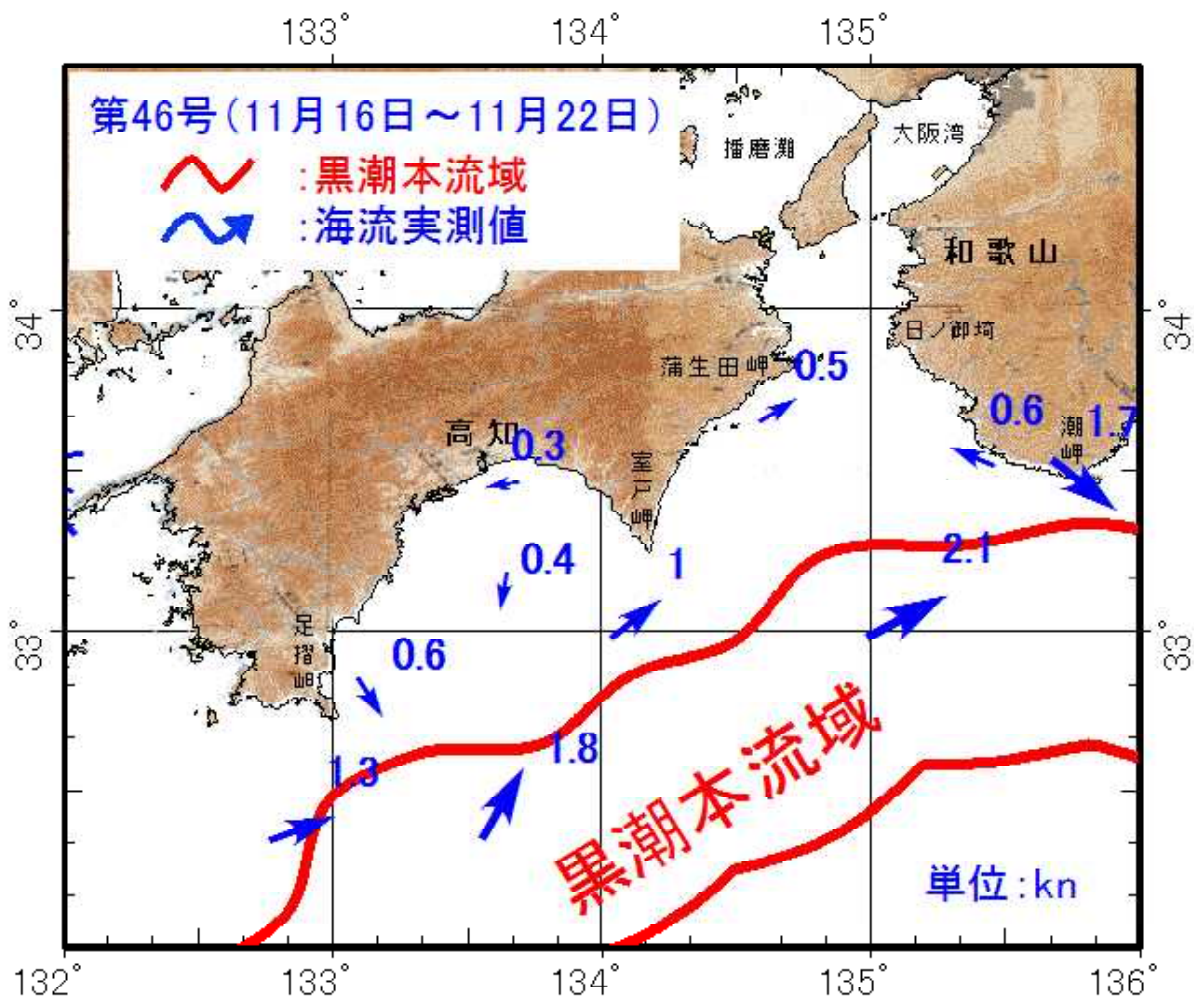 133°
134°
135°
第46号(11月16日～11月22日)
:黒潮本流域
:海流実測値
播磨灘
大阪湾
和歌山
34°
34°
日ノ御埼
蒲生田岬
0.5
0.6
潮岬
1.7
高知
0.3
室戸岬
0.4
1
2.1
33°
33°
足摺岬
0.6
1.3
1.8
黒潮本流域
単位:kn
132°
133°
134°
135°
136°